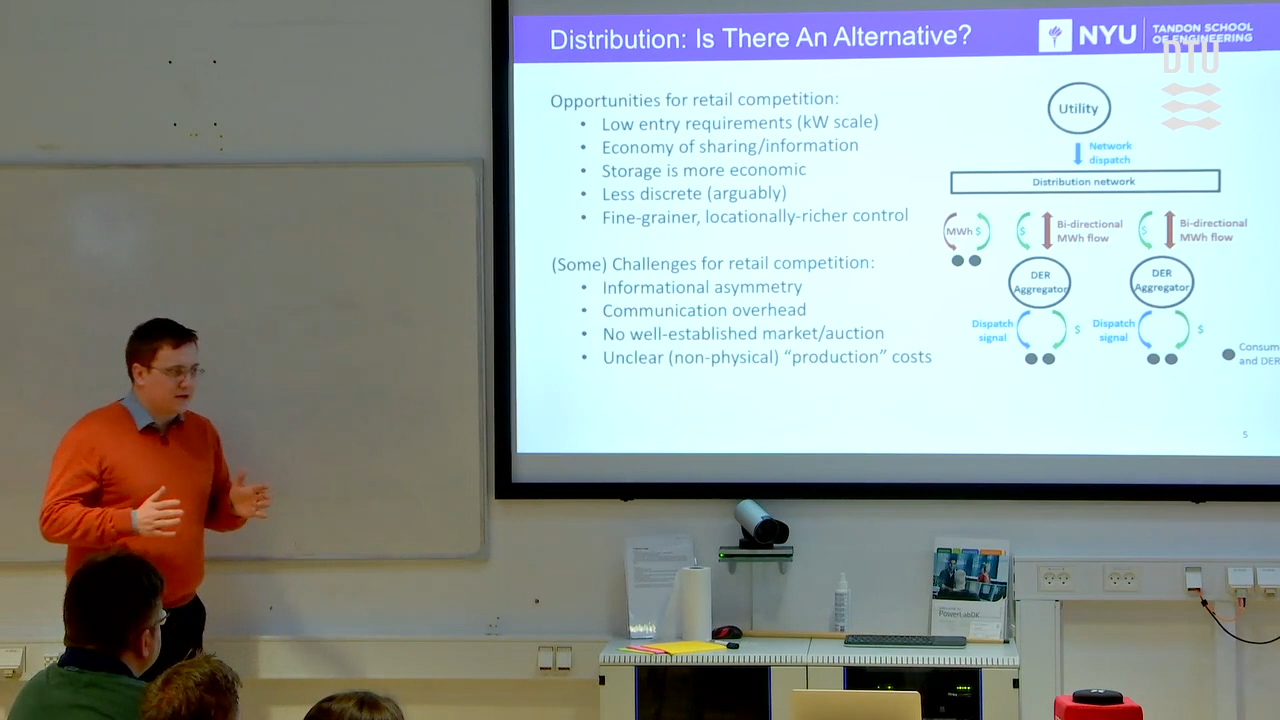 Distribution: Is There An Alternative?
NYU
TANDON SCHOOL
OF ENGINEERING
DTU
Opportunities for retail competition:
• Low entry requirements (kW scale)
• Economy of sharing/information
• Storage is more economic
• Less discrete (arguably)
• Fine-grainer, locationally-richer control
(Some) Challenges for retail competition:
• Informational asymmetry
• Communication overhead
• No well-established market/auction
• Unclear (non-physical) “production” costs
Utility
Network
dispatch
Distribution network
MWh $
$
Bi-directional
MWh flow
$
Bi-directional
MWh flow
DER
Aggregator
DER
Aggregator
Dispatch
signal
$
Dispatch
signal
$
Consum
and DER
5
PowerLabDK